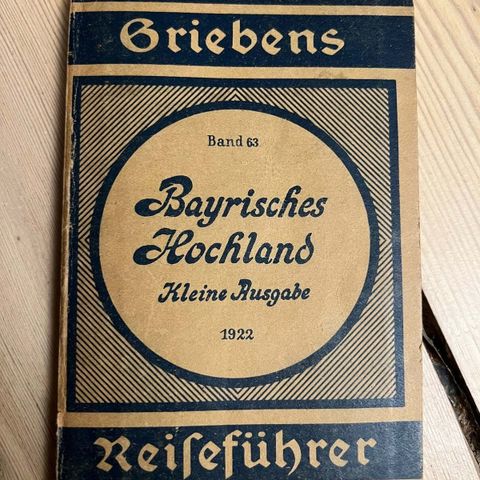 Griebens
Band 63
Bayrisches
Hochland
Kleine Ausgabe
1922
Reiſeführer